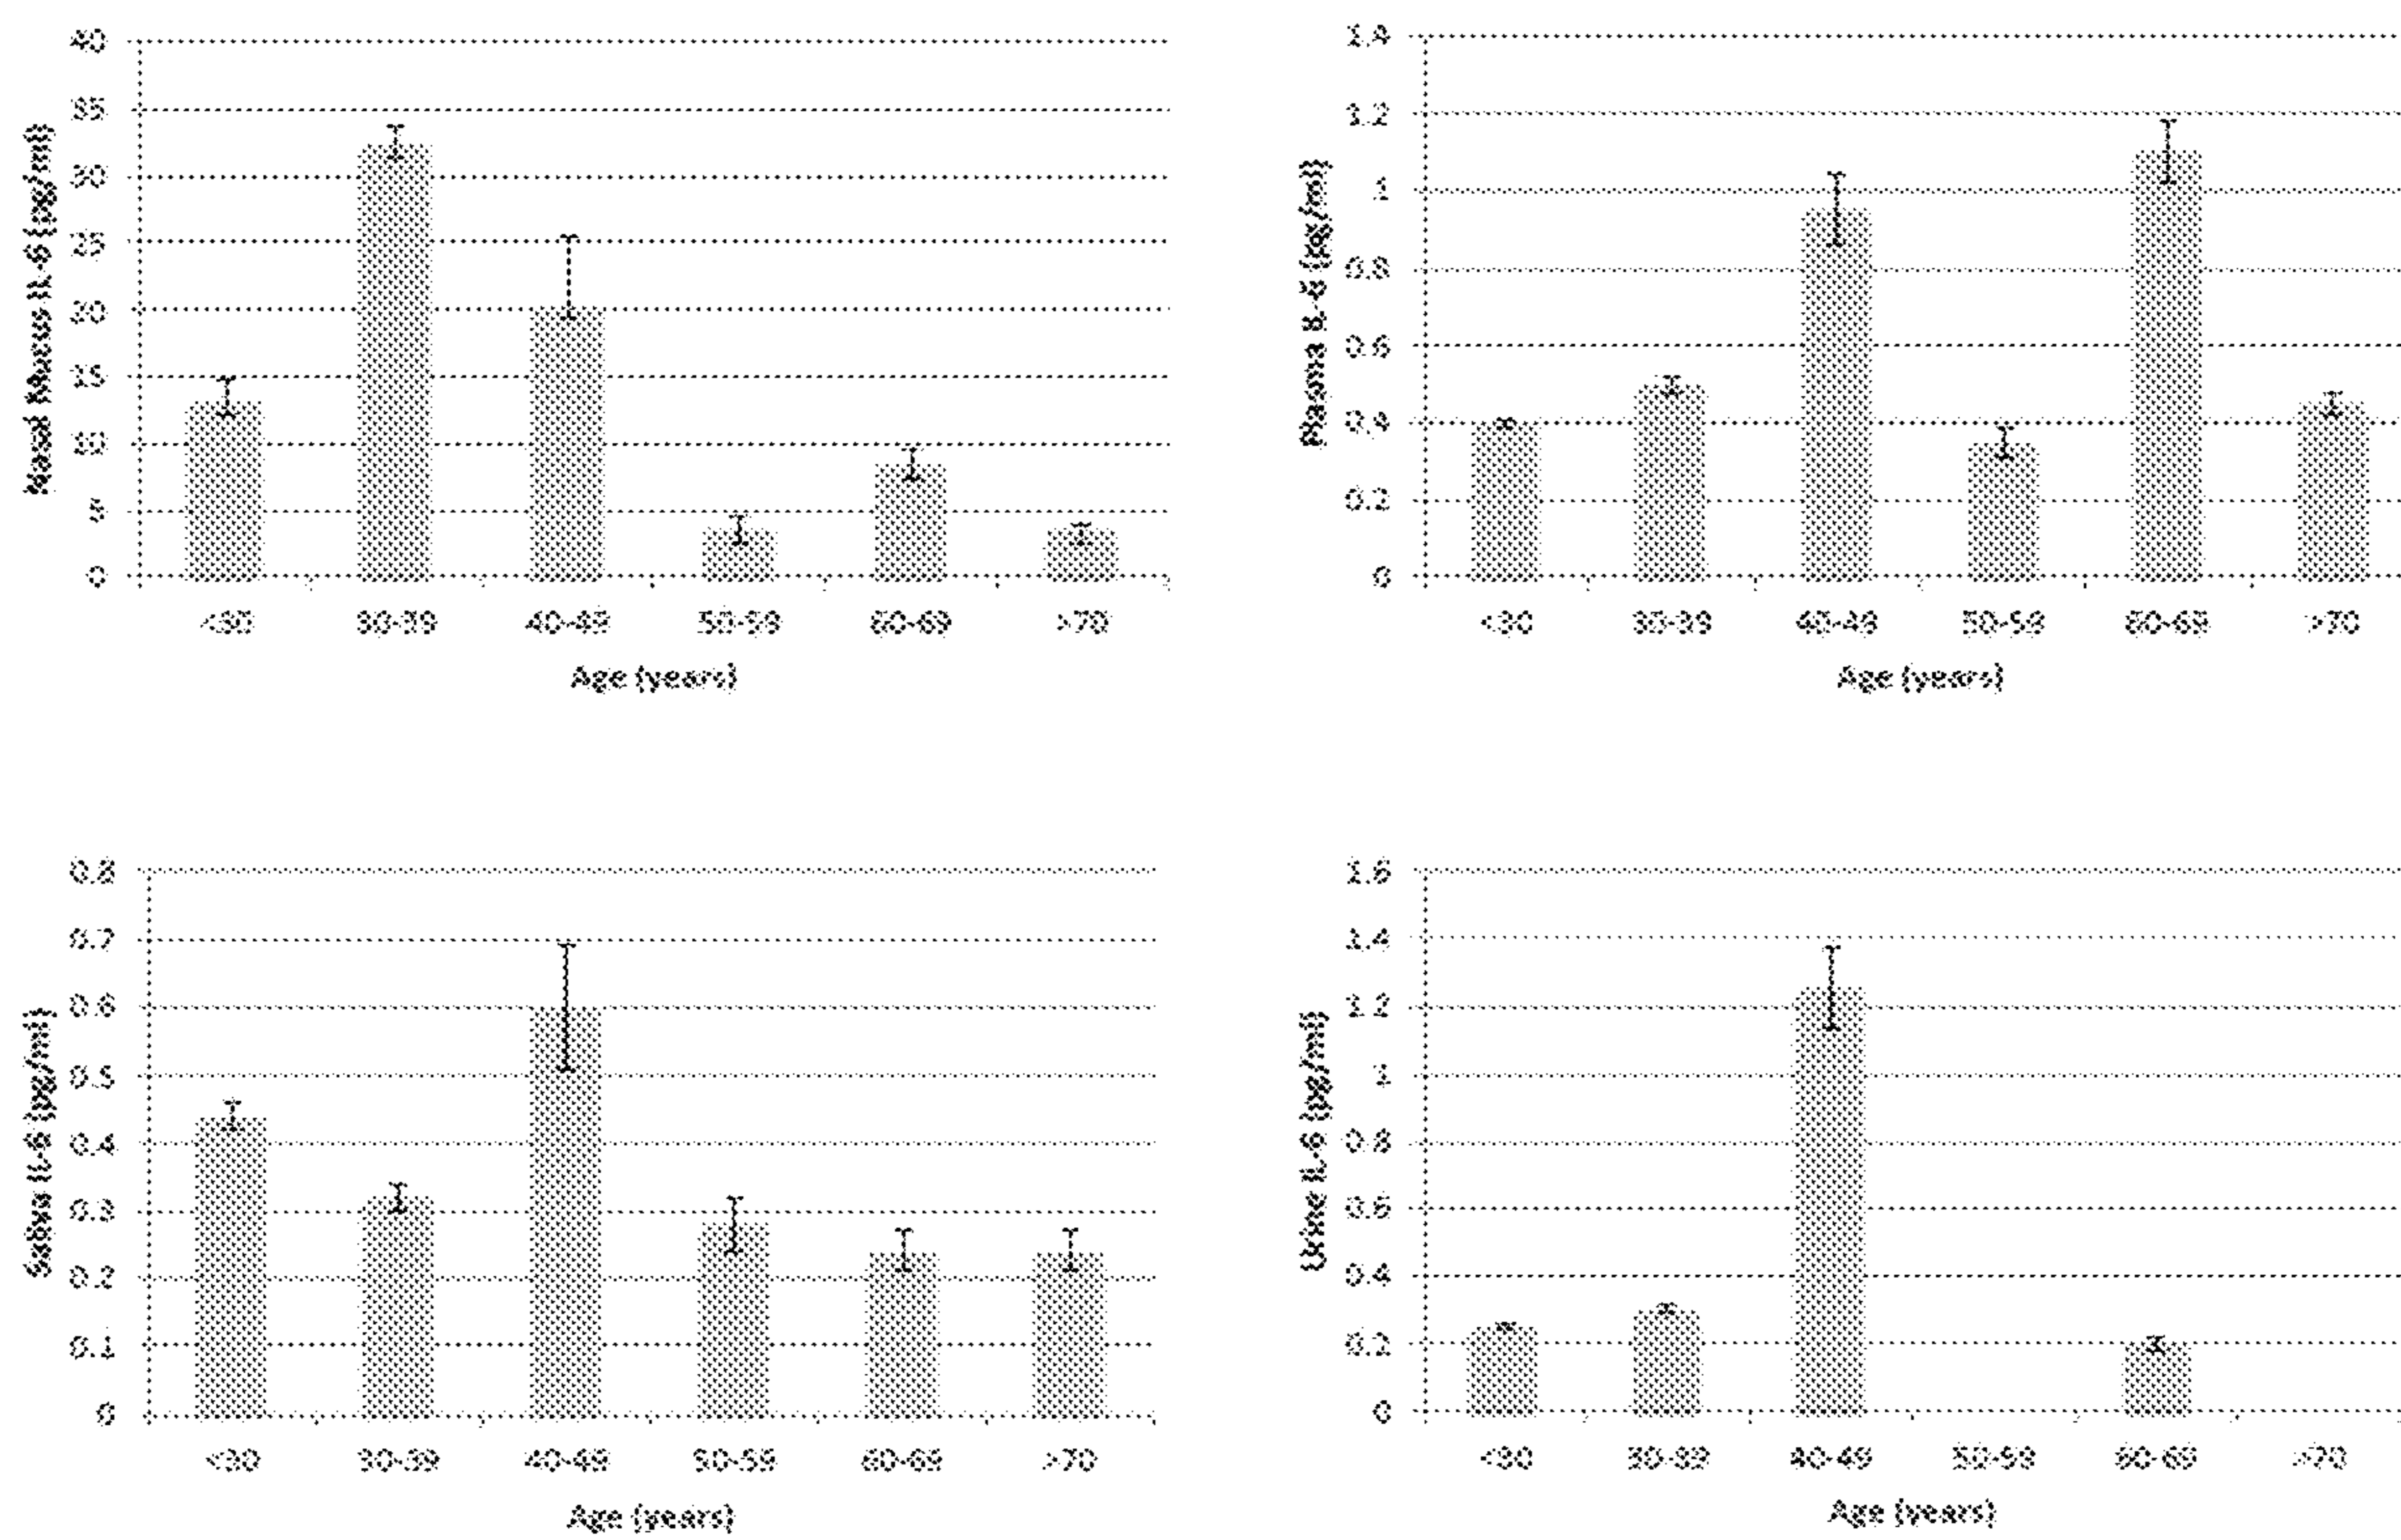 Nasal Mucus IL-6 (pg/ml)
40
35
30
25
20
15
10
5
0
<30 30-39 40-49 50-59 60-69 >70
Age (years)
Plasma IL-6 (pg/ml)
1.4
1.2
1
0.8
0.6
0.4
0.2
0
<30 30-39 40-49 50-59 60-69 >70
Age (years)
Saliva IL-6 (pg/ml)
0.8
0.7
0.6
0.5
0.4
0.3
0.2
0.1
0
<30 30-39 40-49 50-59 60-69 >70
Age (years)
Urine IL-6 (pg/ml)
1.6
1.4
1.2
1
0.8
0.6
0.4
0.2
0
<30 30-39 40-49 50-59 60-69 >70
Age (years)